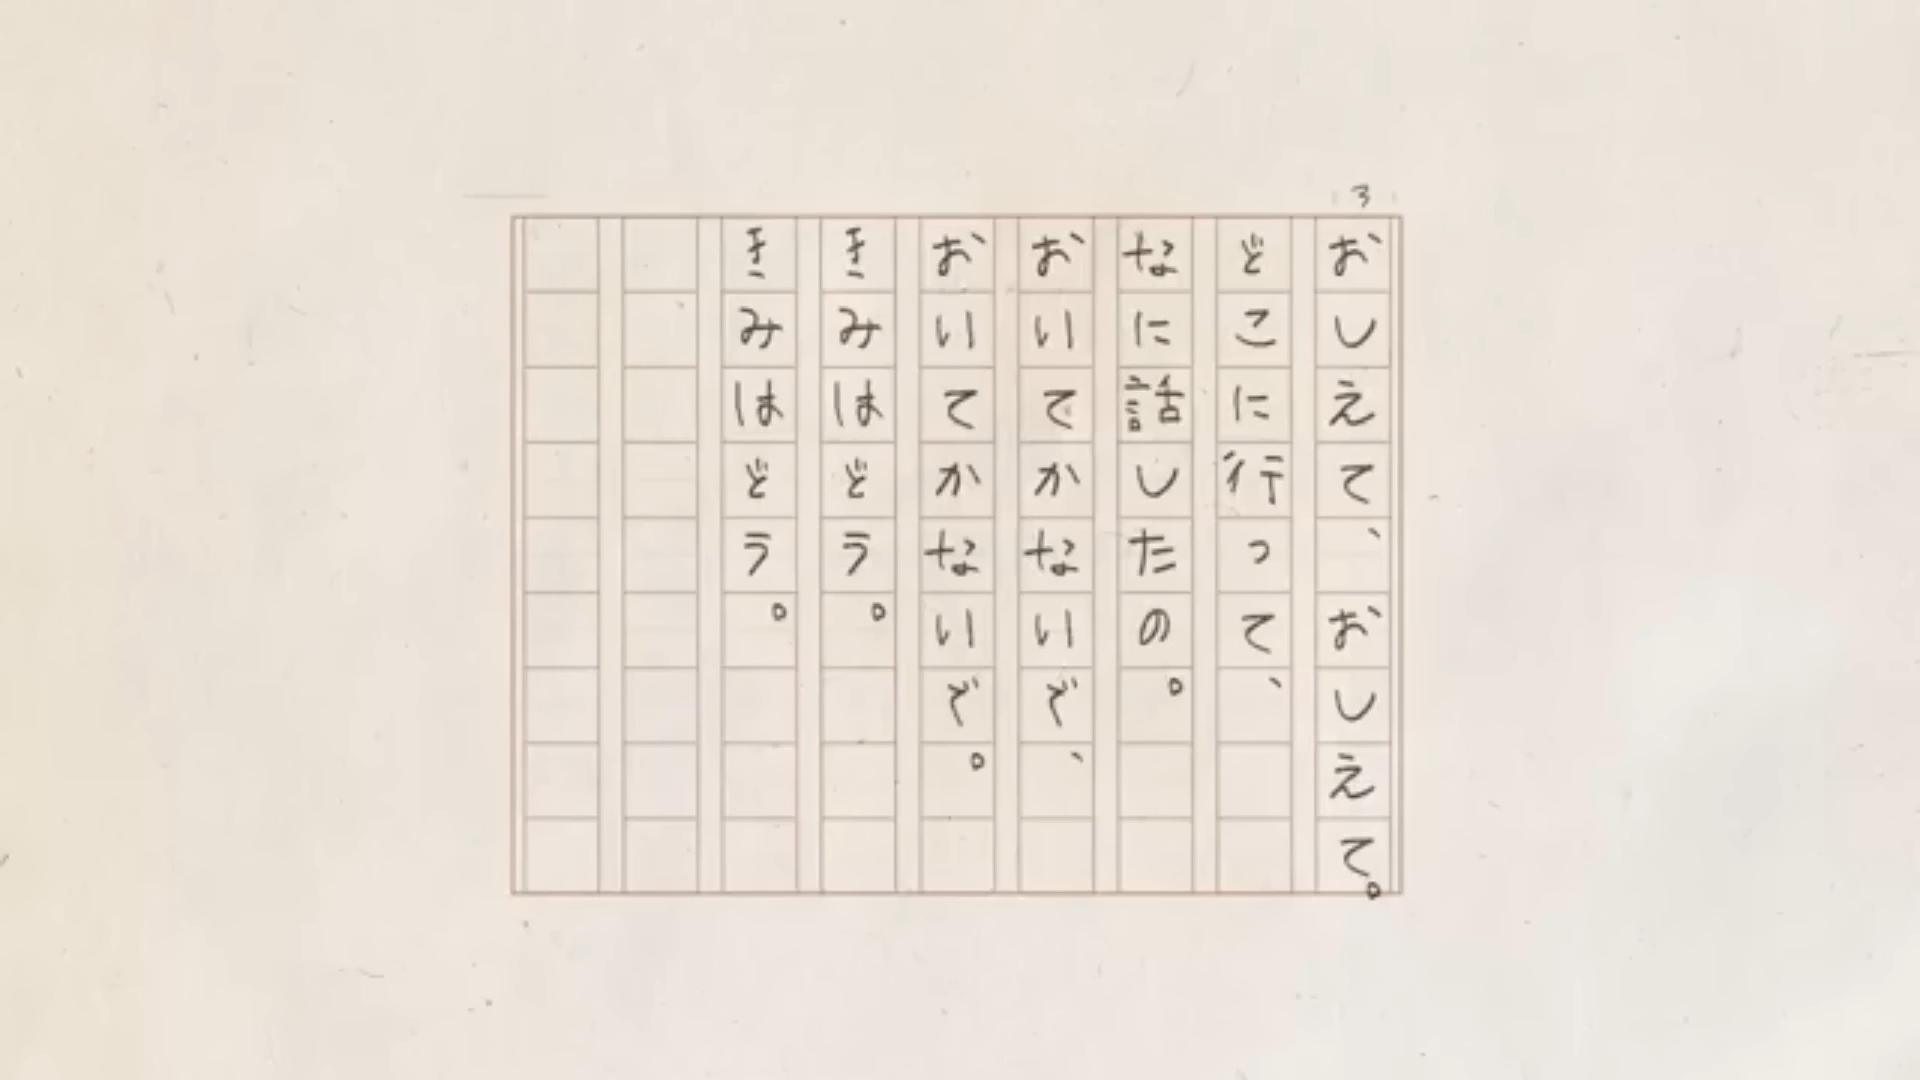 3
おしえて、おしえて。
どこに行って、
なに話したの。
おいてかないで、
おいてかないで。
きみはどう。
きみはどう。